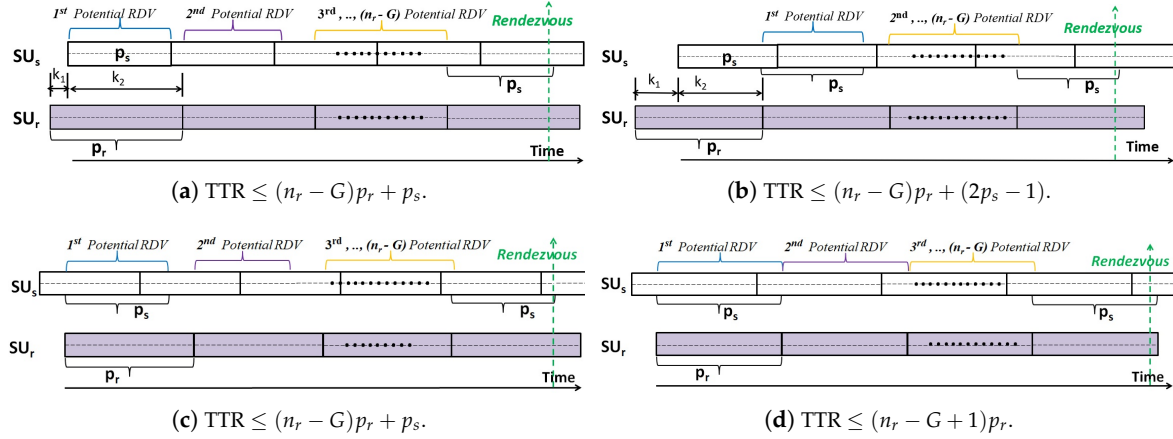 1st Potential RDV 2nd Potential RDV 3rd , .., (nr - G) Potential RDV
Rendezvous
SUs
ps
k1
k2
ps
SUr
pr
Time
(a) TTR ≤ (nr − G)pr + ps.
1st Potential RDV 2nd , .., (nr - G) Potential RDV
Rendezvous
SUs
ps
k1
k2
ps
ps
SUr
pr
Time
(b) TTR ≤ (nr − G)pr + (2ps − 1).
1st Potential RDV 2nd Potential RDV 3rd , .., (nr - G) Potential RDV
Rendezvous
SUs
ps
ps
SUr
pr
Time
(c) TTR ≤ (nr − G)pr + ps.
1st Potential RDV 2nd Potential RDV 3rd , .., (nr - G) Potential RDV
Rendezvous
SUs
ps
ps
SUr
pr
Time
(d) TTR ≤ (nr − G + 1)pr.